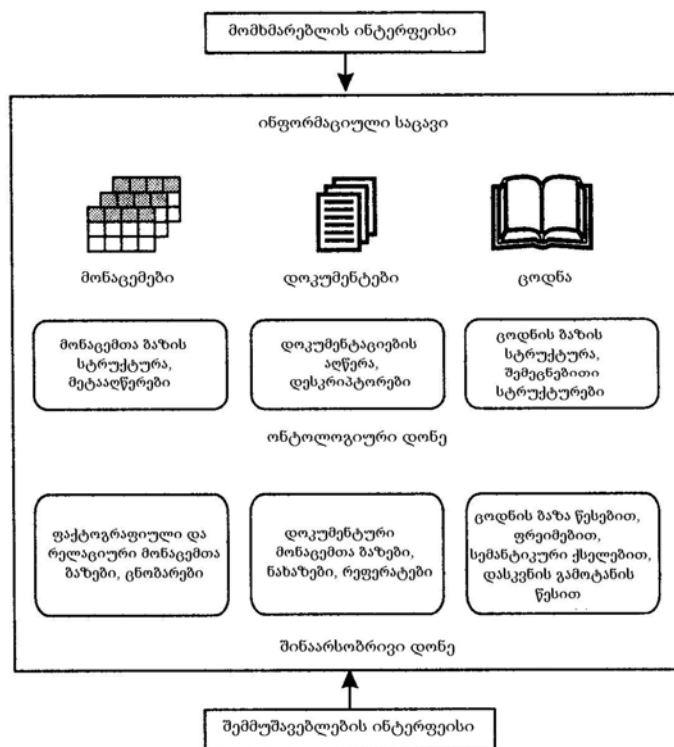 მომხმარებლის ინტერფეისი
ინფორმაციული საცავი
მონაცემები
დოკუმენტები
ცოდნა
მონაცემთა ბაზის
სტრუქტურა,
მეტააღწერები
დოკუმენტაციების
აღწერა,
დესკრიპტორები
ცოდნის ბაზის
სტრუქტურა,
შემეცნებითი
სტრუქტურები
ონტოლოგიური დონე
ფაქტოგრაფიული და
რელაციური მონაცემთა
ბაზები, ცნობარები
დოკუმენტური
მონაცემთა ბაზები,
ნახაზები, რეფერატები
ცოდნის ბაზა წესებით,
ფრეიმებით,
სემანტიკური ქსელებით,
დასკვნის გამოტანის
წესით
შინაარსობრივი დონე
შემმუშავებლების ინტერფეისი